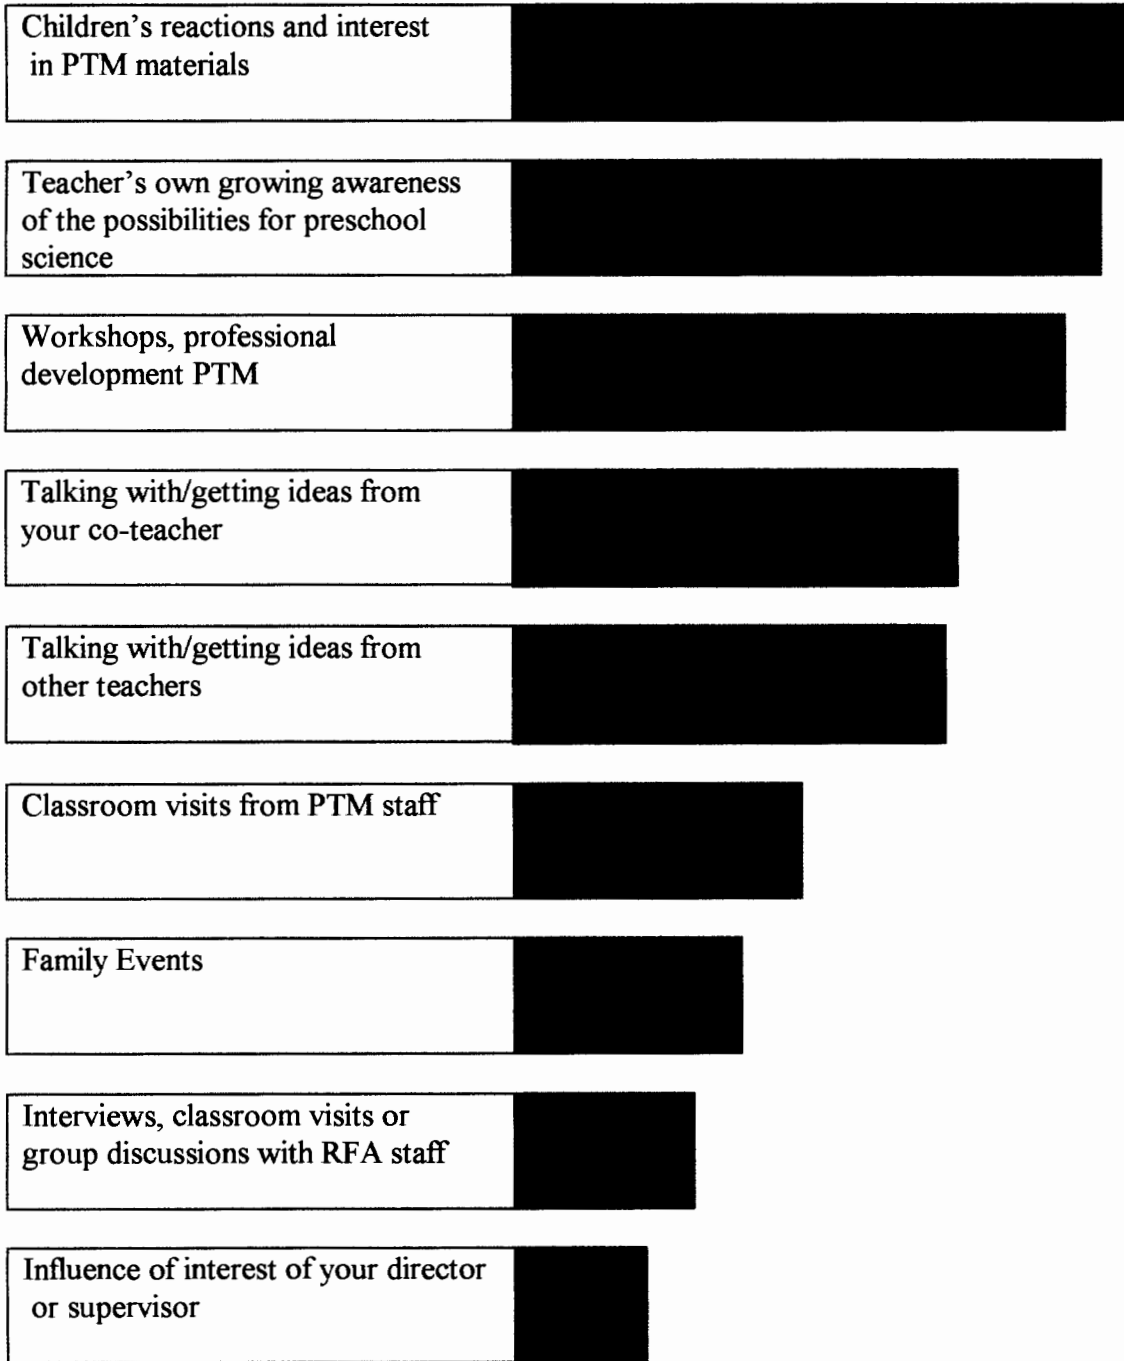 Children's reactions and interest
in PTM materials
Teacher's own growing awareness
of the possibilities for preschool
science
Workshops, professional
development PTM
Talking with/getting ideas from
your co-teacher
Talking with/getting ideas from
other teachers
Classroom visits from PTM staff
Family Events
Interviews, classroom visits or
group discussions with RFA staff
Influence of interest of your director
or supervisor